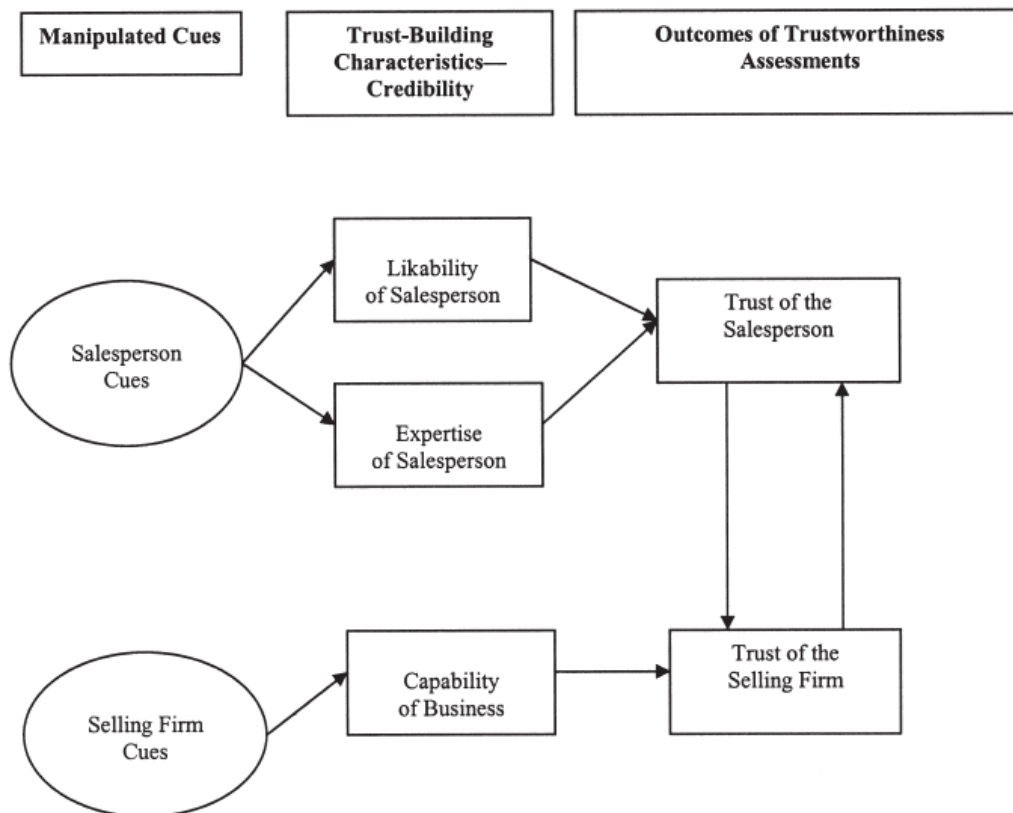 Manipulated Cues
Trust-Building
Characteristics—
Credibility
Outcomes of Trustworthiness
Assessments
Likability
of Salesperson
Trust of the
Salesperson
Salesperson
Cues
Expertise
of Salesperson
Trust of the
Selling Firm
Capability
of Business
Selling Firm
Cues